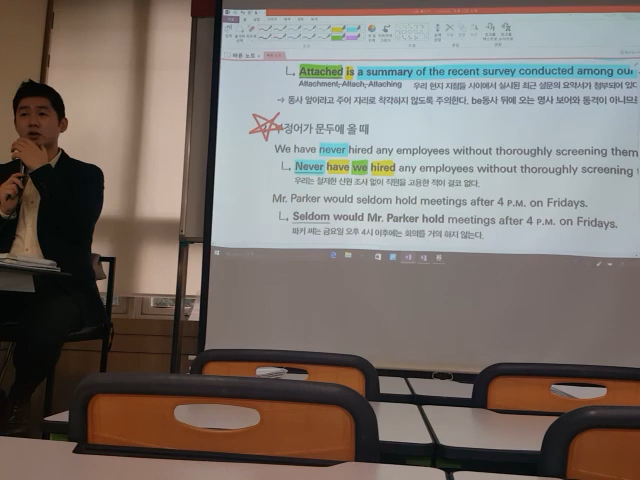 Attached is a summary of the recent survey conducted among our
Attachment, Attach, Attaching 우리 현지 지점들 사이에서 실시된 최근 설문의 요약서가 첨부되어 있
→ 동사 앞이라고 주어 자리로 착각하지 않도록 주의한다. be동사 뒤에 오는 명사 보어와 동격이 아니므로
부정어가 문두에 올 때
We have never hired any employees without thoroughly screening them
Never have we hired any employees without thoroughly screening
우리는 철저한 신원 조사 없이 직원을 고용한 적이 결코 없다.
Mr. Parker would seldom hold meetings after 4 P.M. on Fridays.
Seldom would Mr. Parker hold meetings after 4 P.M. on Fridays.
파커 씨는 금요일 오후 4시 이후에는 회의를 거의 하지 않는다.